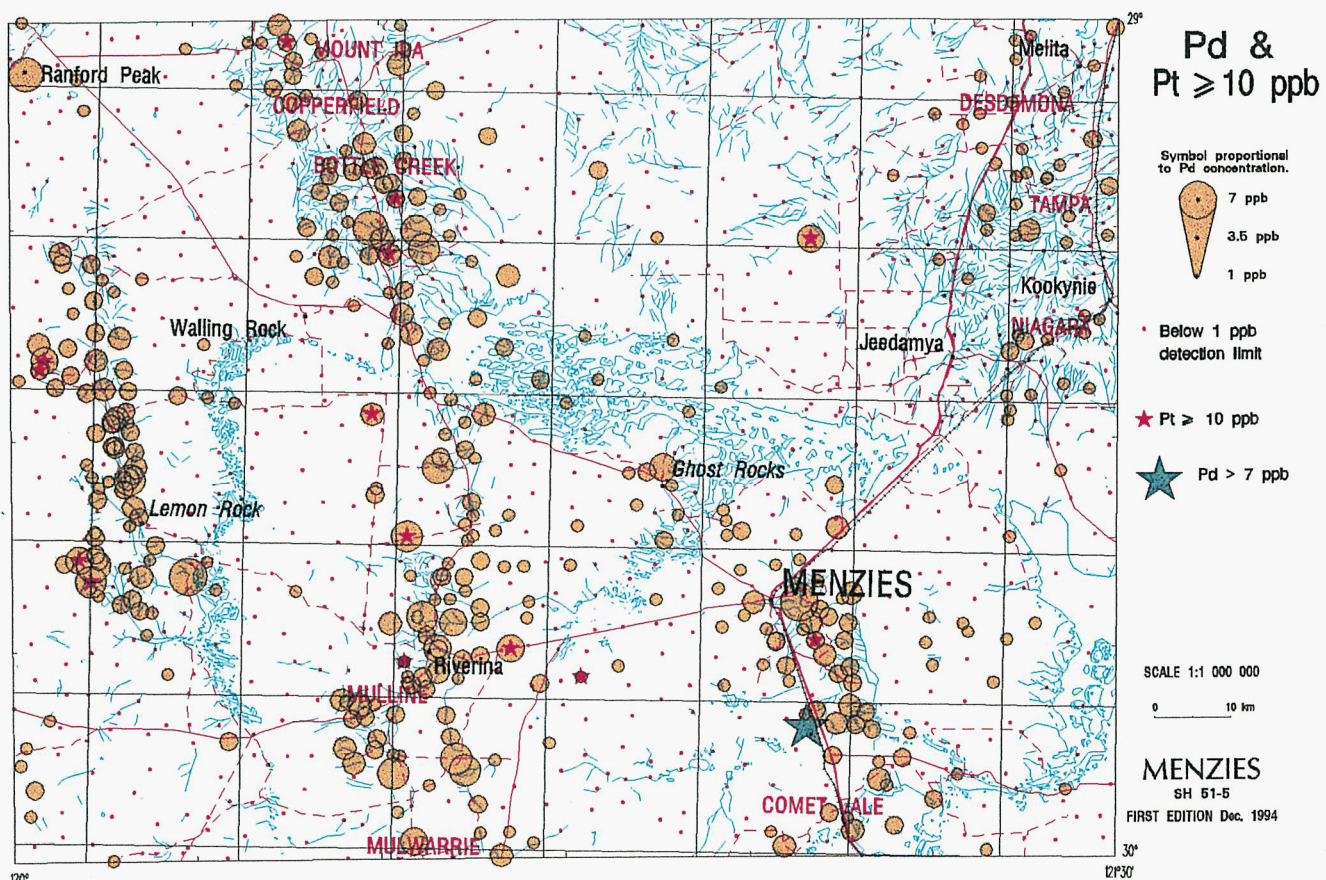 29°
Pd &
Pt ⩾ 10 ppb
Melita
MOUNT IDA
Ranford Peak
COPPERFIELD
DESDEMONA
BOTTLE CREEK
Symbol proportional
to Pd concentration.
7 ppb
3.5 ppb
1 ppb
TAMPA
Kookynie
Walling Rock
NIAGARA
Jeedamya
Below 1 ppb
detection limit
Pt ⩾ 10 ppb
Ghost Rocks
Pd > 7 ppb
Lemon Rock
MENZIES
Riverina
MULLINE
SCALE 1:1 000 000
0 10 km
MENZIES
SH 51-5
FIRST EDITION Dec. 1994
COMET VALE
MULWARRIE
30°
120°
121°30'